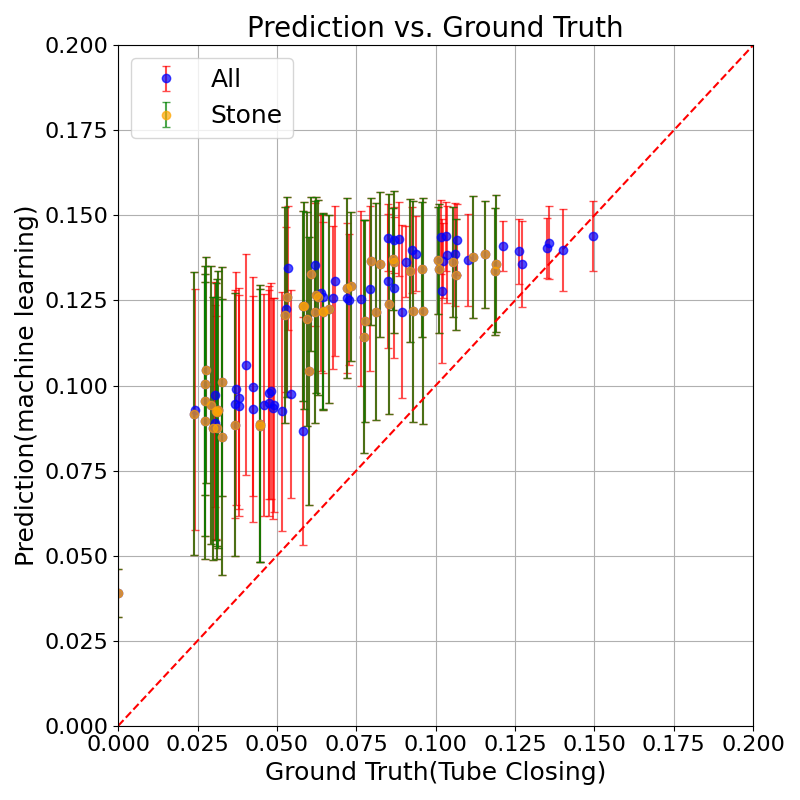 Prediction vs. Ground Truth
All
Stone
Prediction(machine learning)
0.200
0.175
0.150
0.125
0.100
0.075
0.050
0.025
0.000
0.000 0.025 0.050 0.075 0.100 0.125 0.150 0.175 0.200
Ground Truth(Tube Closing)